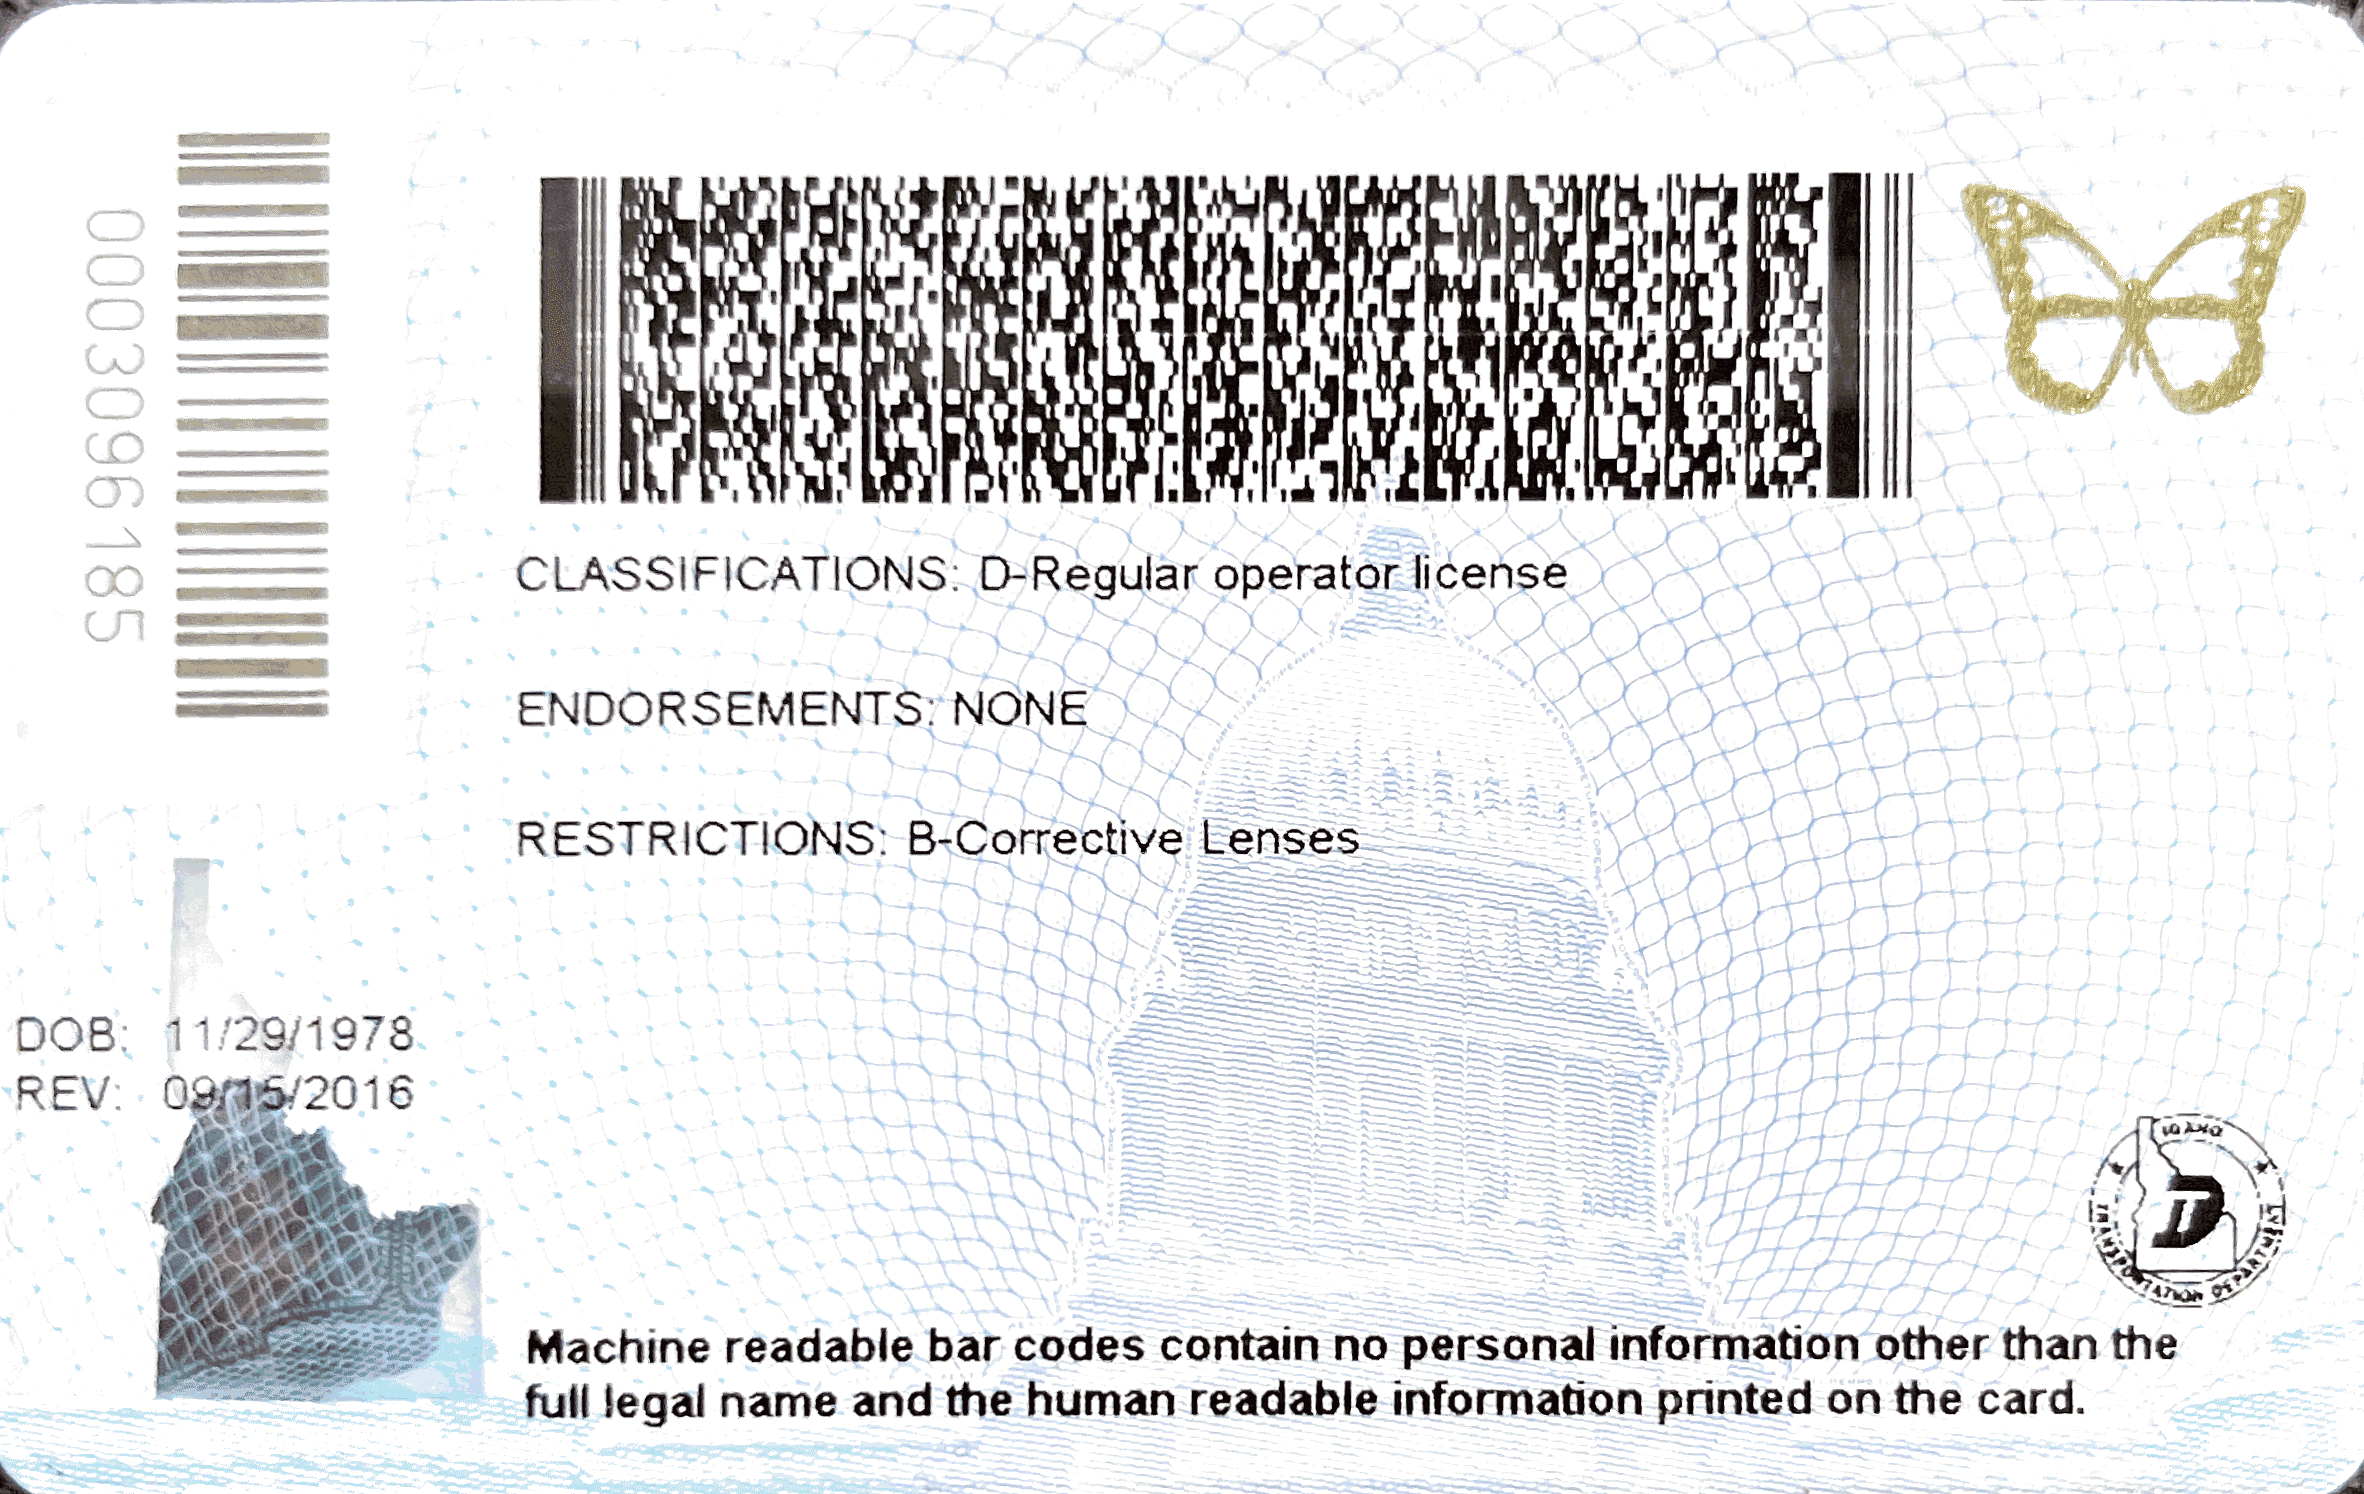 0003096185
CLASSIFICATIONS: D-Regular operator license
ENDORSEMENTS: NONE
RESTRICTIONS: B-Corrective Lenses
DOB: 11/29/1978
REV: 09/15/2016
IDAHO
TRANSPORTATION DEPARTMENT
Machine readable bar codes contain no personal information other than the
full legal name and the human readable information printed on the card.